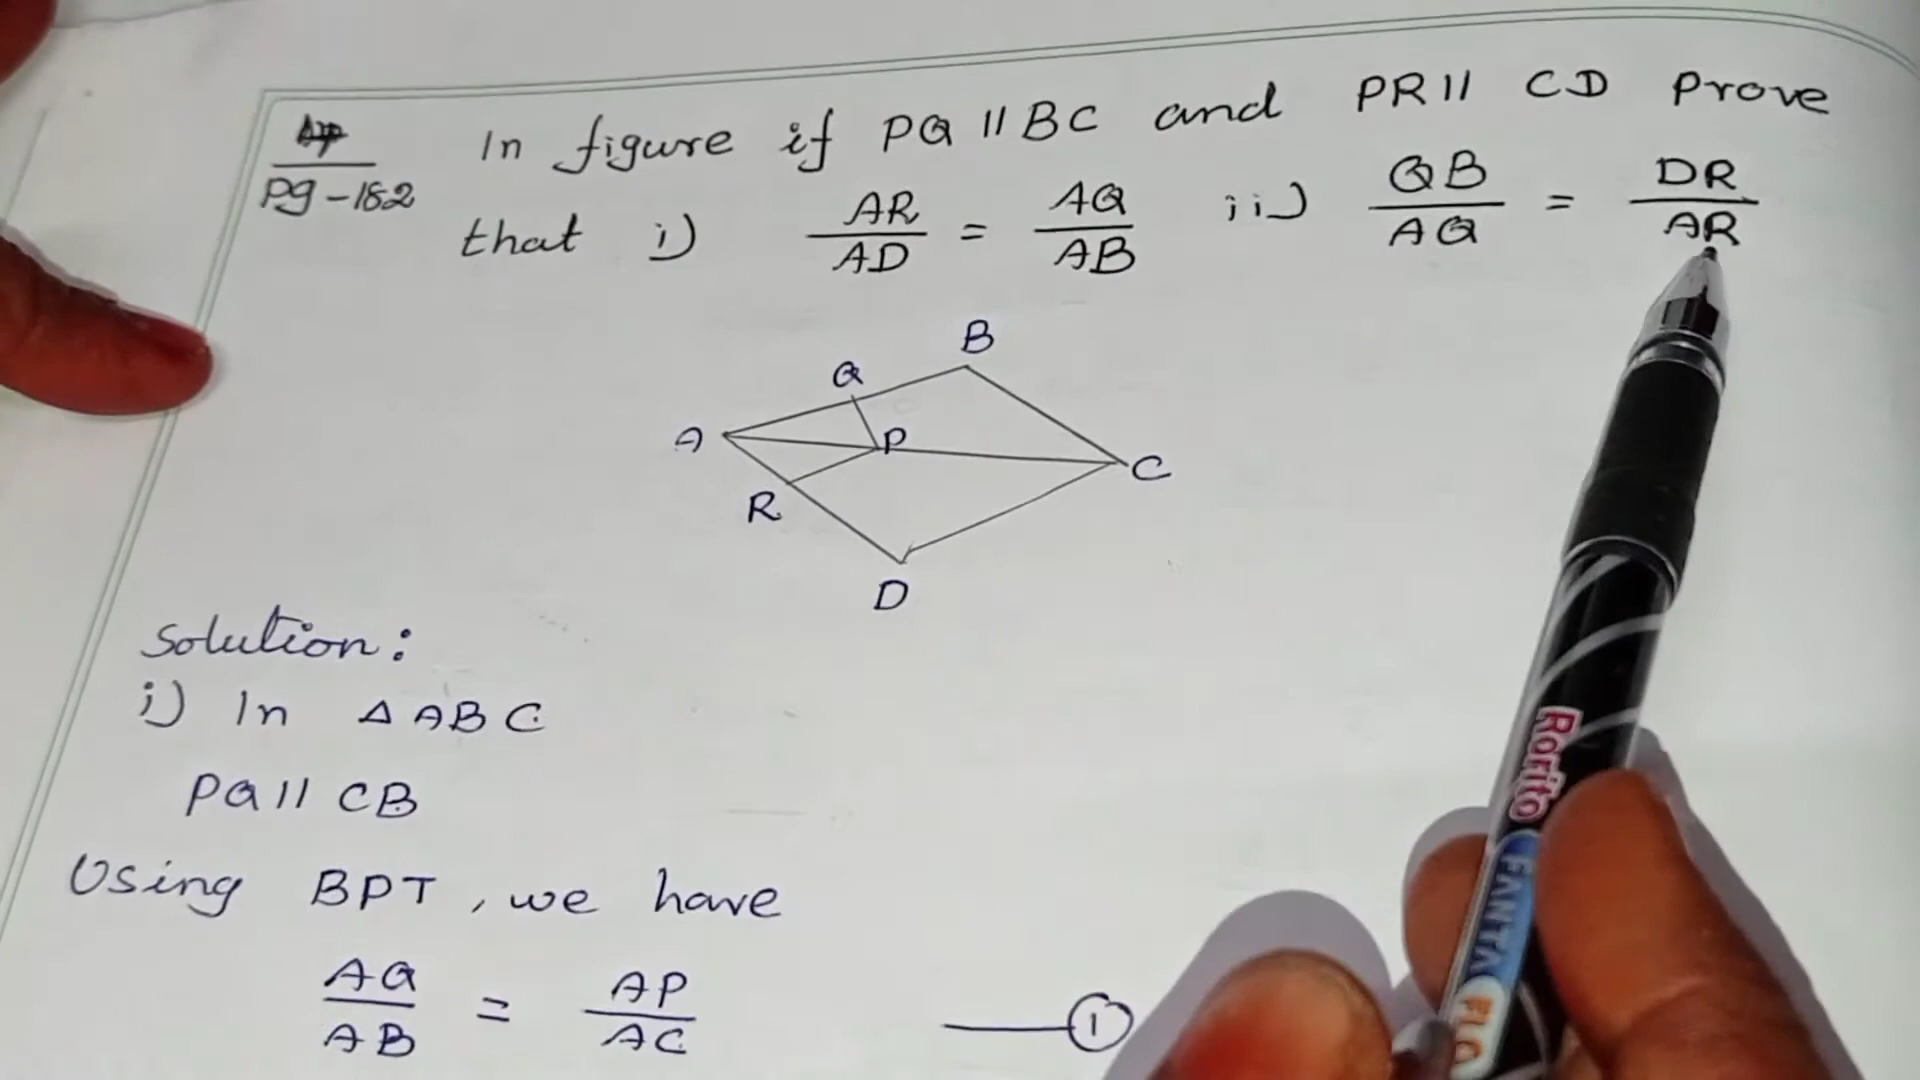 In figure if PQ || BC and PR || CD Prove
Pg-182
that i) AR/AD = AQ/AB ii) QB/AQ = DR/AR
B
Q
A
P
C
R
D
Solution:
i) In △ABC
PQ || CB
Using BPT, we have
AQ/AB = AP/AC ——①
Rorito
FANTA
FLO